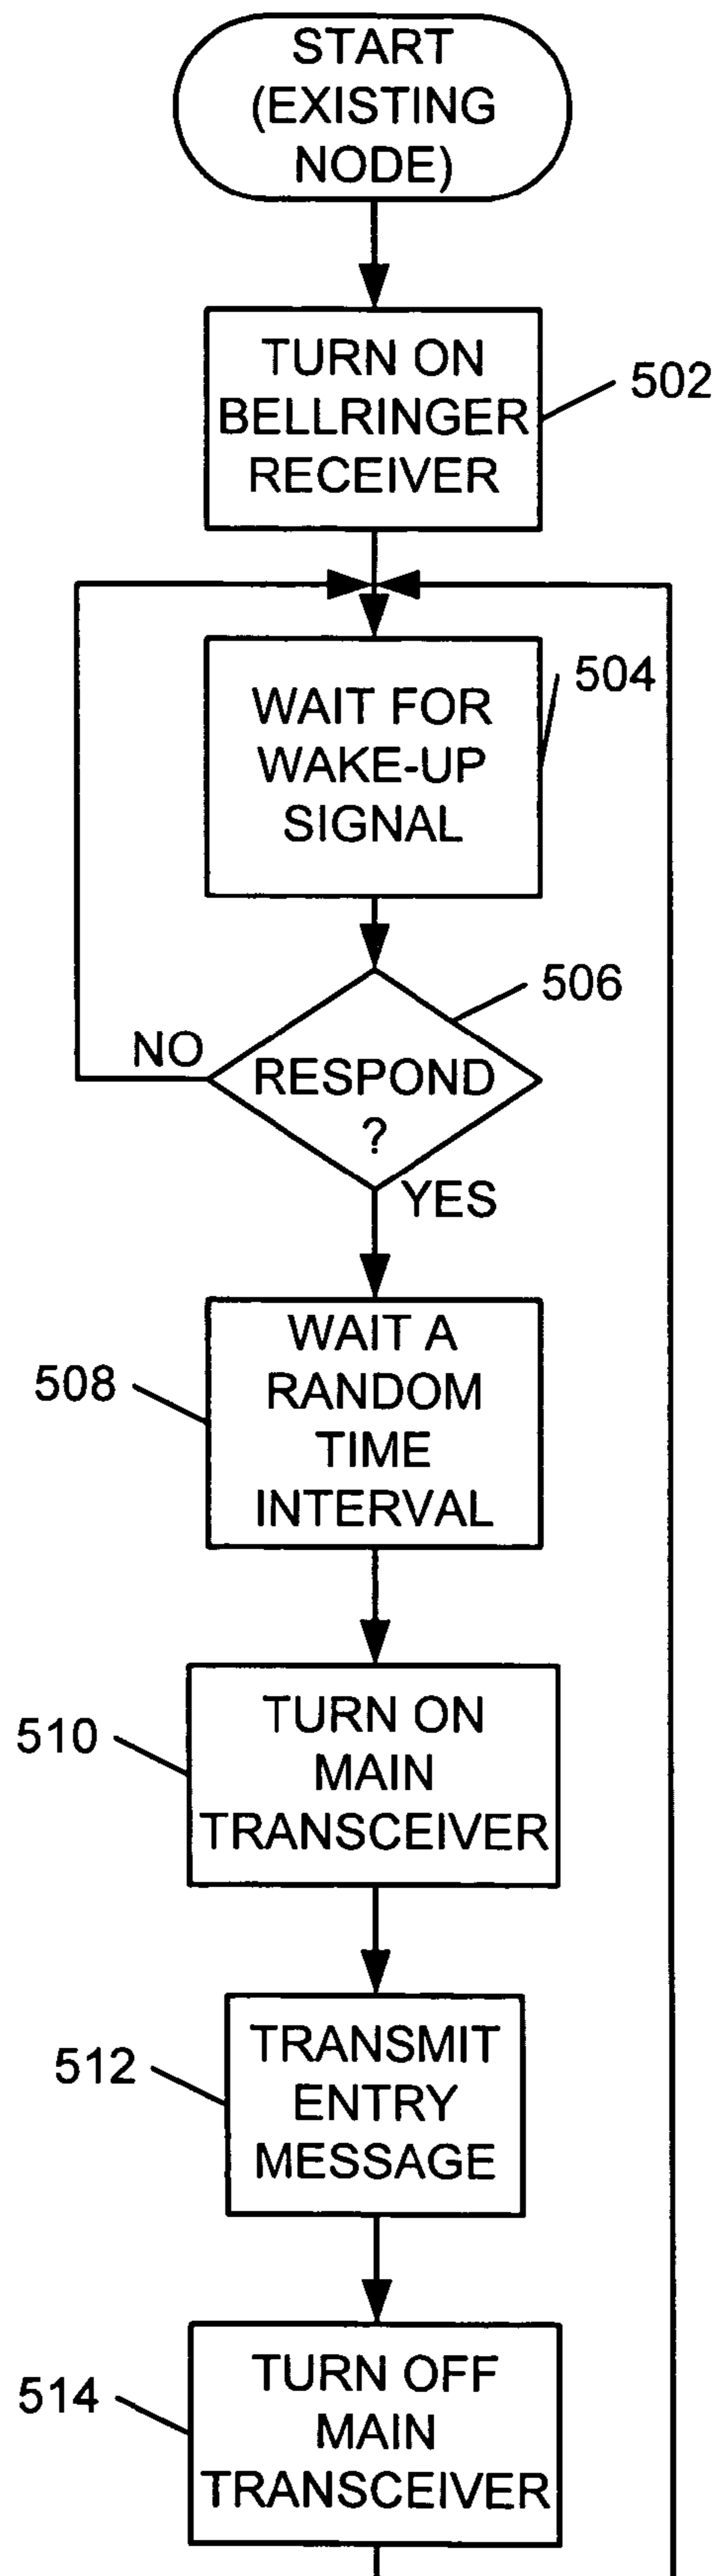 START
(EXISTING
NODE)
TURN ON
BELLRINGER
RECEIVER
502
WAIT FOR
WAKE-UP
SIGNAL
504
506
NO
RESPOND
?
YES
WAIT A
RANDOM
TIME
INTERVAL
508
TURN ON
MAIN
TRANSCEIVER
510
TRANSMIT
ENTRY
MESSAGE
512
TURN OFF
MAIN
TRANSCEIVER
514